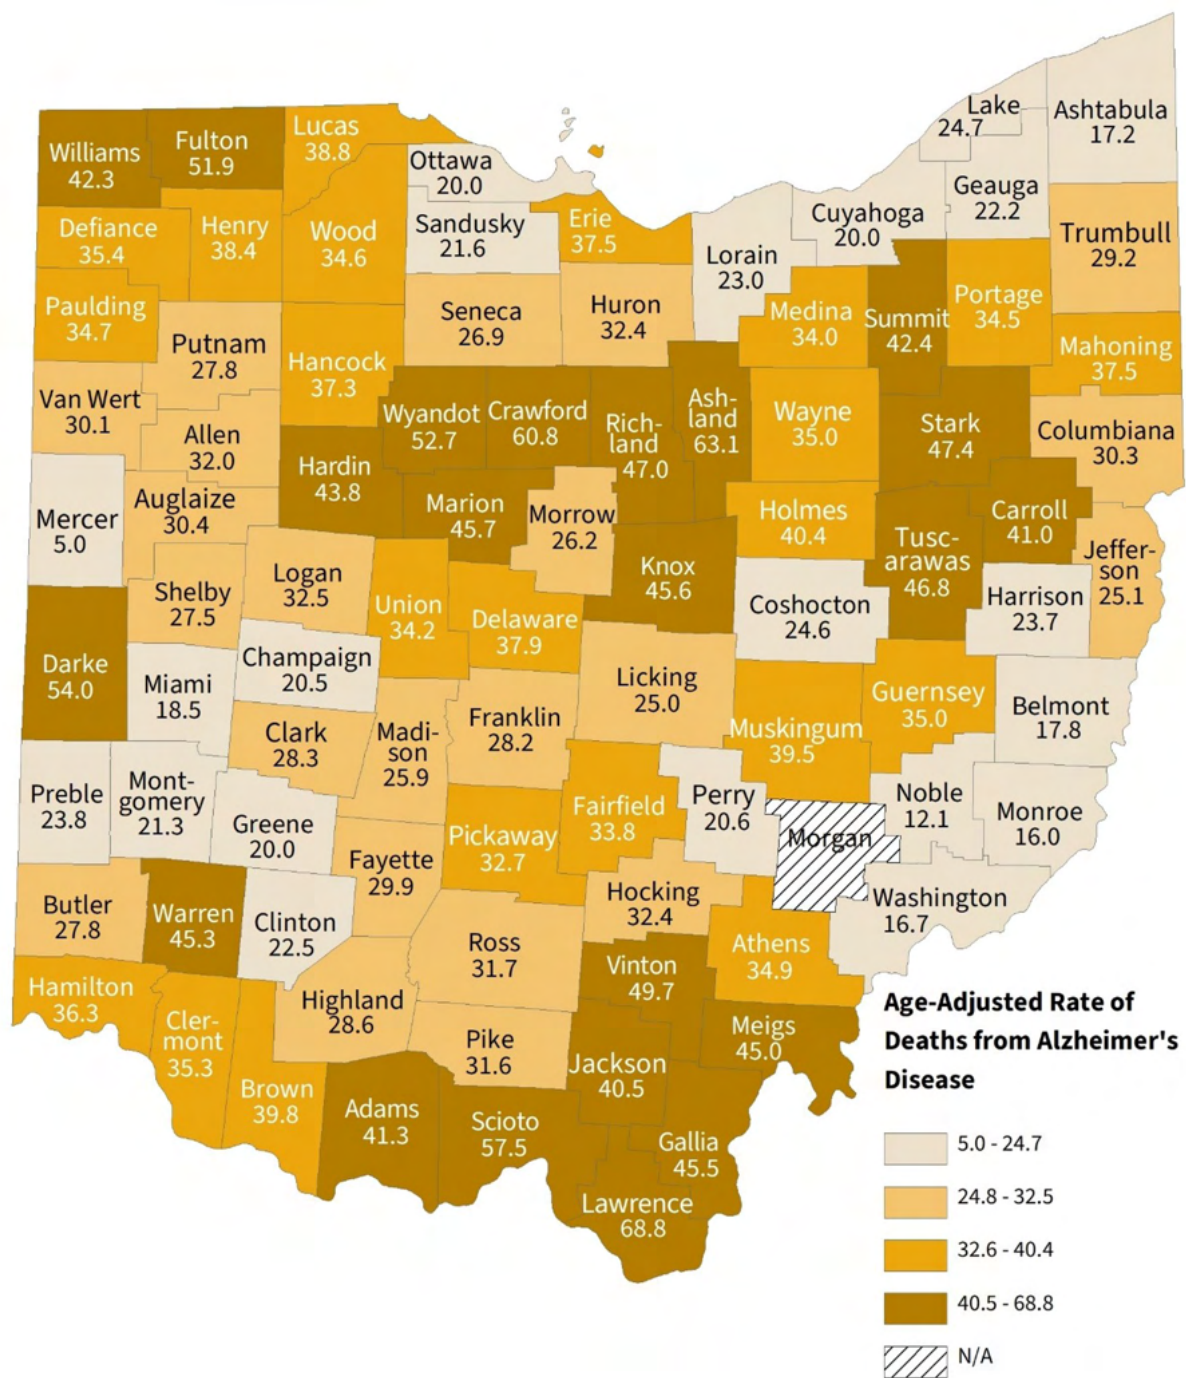 Williams
42.3
Fulton
51.9
Lucas
38.8
Ottawa
20.0
Lake
24.7
Ashtabula
17.2
Geauga
22.2
Defiance
35.4
Henry
38.4
Wood
34.6
Sandusky
21.6
Erie
37.5
Lorain
23.0
Cuyahoga
20.0
Trumbull
29.2
Paulding
34.7
Putnam
27.8
Hancock
37.3
Seneca
26.9
Huron
32.4
Medina
34.0
Summit
42.4
Portage
34.5
Mahoning
37.5
Van Wert
30.1
Allen
32.0
Wyandot
52.7
Crawford
60.8
Rich-
land
47.0
Ash-
land
63.1
Wayne
35.0
Stark
47.4
Columbiana
30.3
Hardin
43.8
Mercer
5.0
Auglaize
30.4
Marion
45.7
Morrow
26.2
Holmes
40.4
Tusc-
arawas
46.8
Carroll
41.0
Jeffer-
son
25.1
Shelby
27.5
Logan
32.5
Union
34.2
Delaware
37.9
Knox
45.6
Coshocton
24.6
Harrison
23.7
Darke
54.0
Miami
18.5
Champaign
20.5
Licking
25.0
Muskingum
39.5
Guernsey
35.0
Belmont
17.8
Clark
28.3
Madi-
son
25.9
Franklin
28.2
Preble
23.8
Mont-
gomery
21.3
Greene
20.0
Pickaway
32.7
Fairfield
33.8
Perry
20.6
Morgan
Noble
12.1
Monroe
16.0
Fayette
29.9
Hocking
32.4
Washington
16.7
Butler
27.8
Warren
45.3
Clinton
22.5
Ross
31.7
Vinton
49.7
Athens
34.9
Hamilton
36.3
Cler-
mont
35.3
Highland
28.6
Pike
31.6
Jackson
40.5
Meigs
45.0
Brown
39.8
Adams
41.3
Scioto
57.5
Gallia
45.5
Lawrence
68.8
Age-Adjusted Rate of
Deaths from Alzheimer's
Disease
5.0 - 24.7
24.8 - 32.5
32.6 - 40.4
40.5 - 68.8
N/A